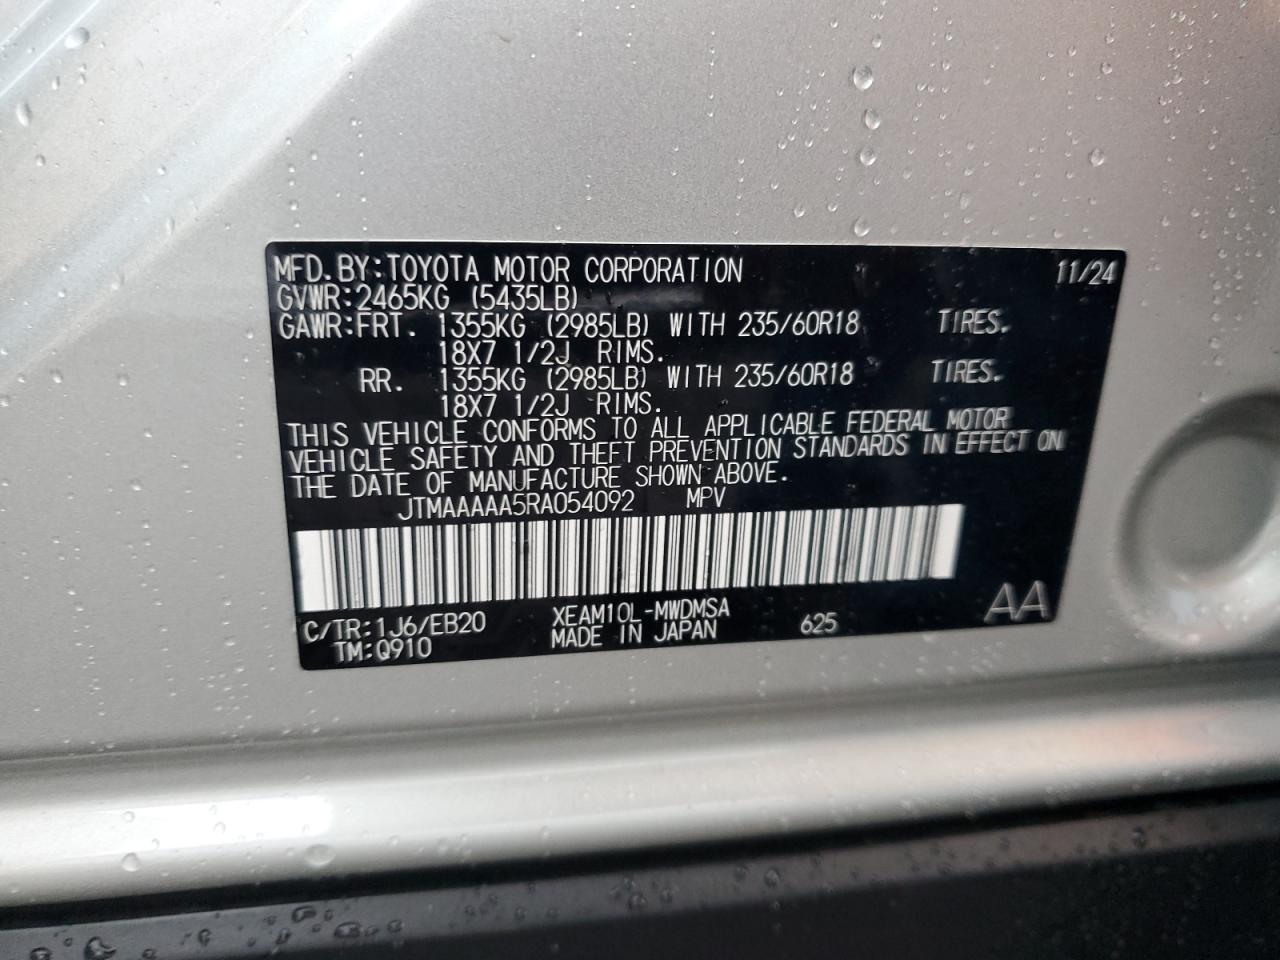 MFD.BY:TOYOTA MOTOR CORPORATION 11/24
GVWR:2465KG (5435LB)
GAWR:FRT. 1355KG (2985LB) WITH 235/60R18 TIRES.
18X7 1/2J RIMS.
RR. 1355KG (2985LB) WITH 235/60R18 TIRES.
18X7 1/2J RIMS.
THIS VEHICLE CONFORMS TO ALL APPLICABLE FEDERAL MOTOR
VEHICLE SAFETY AND THEFT PREVENTION STANDARDS IN EFFECT ON
THE DATE OF MANUFACTURE SHOWN ABOVE.
JTMAAAAA5RA054092 MPV
C/TR:1J6/EB20 XEAM10L-MWDMSA 625 AA
TM:Q910 MADE IN JAPAN